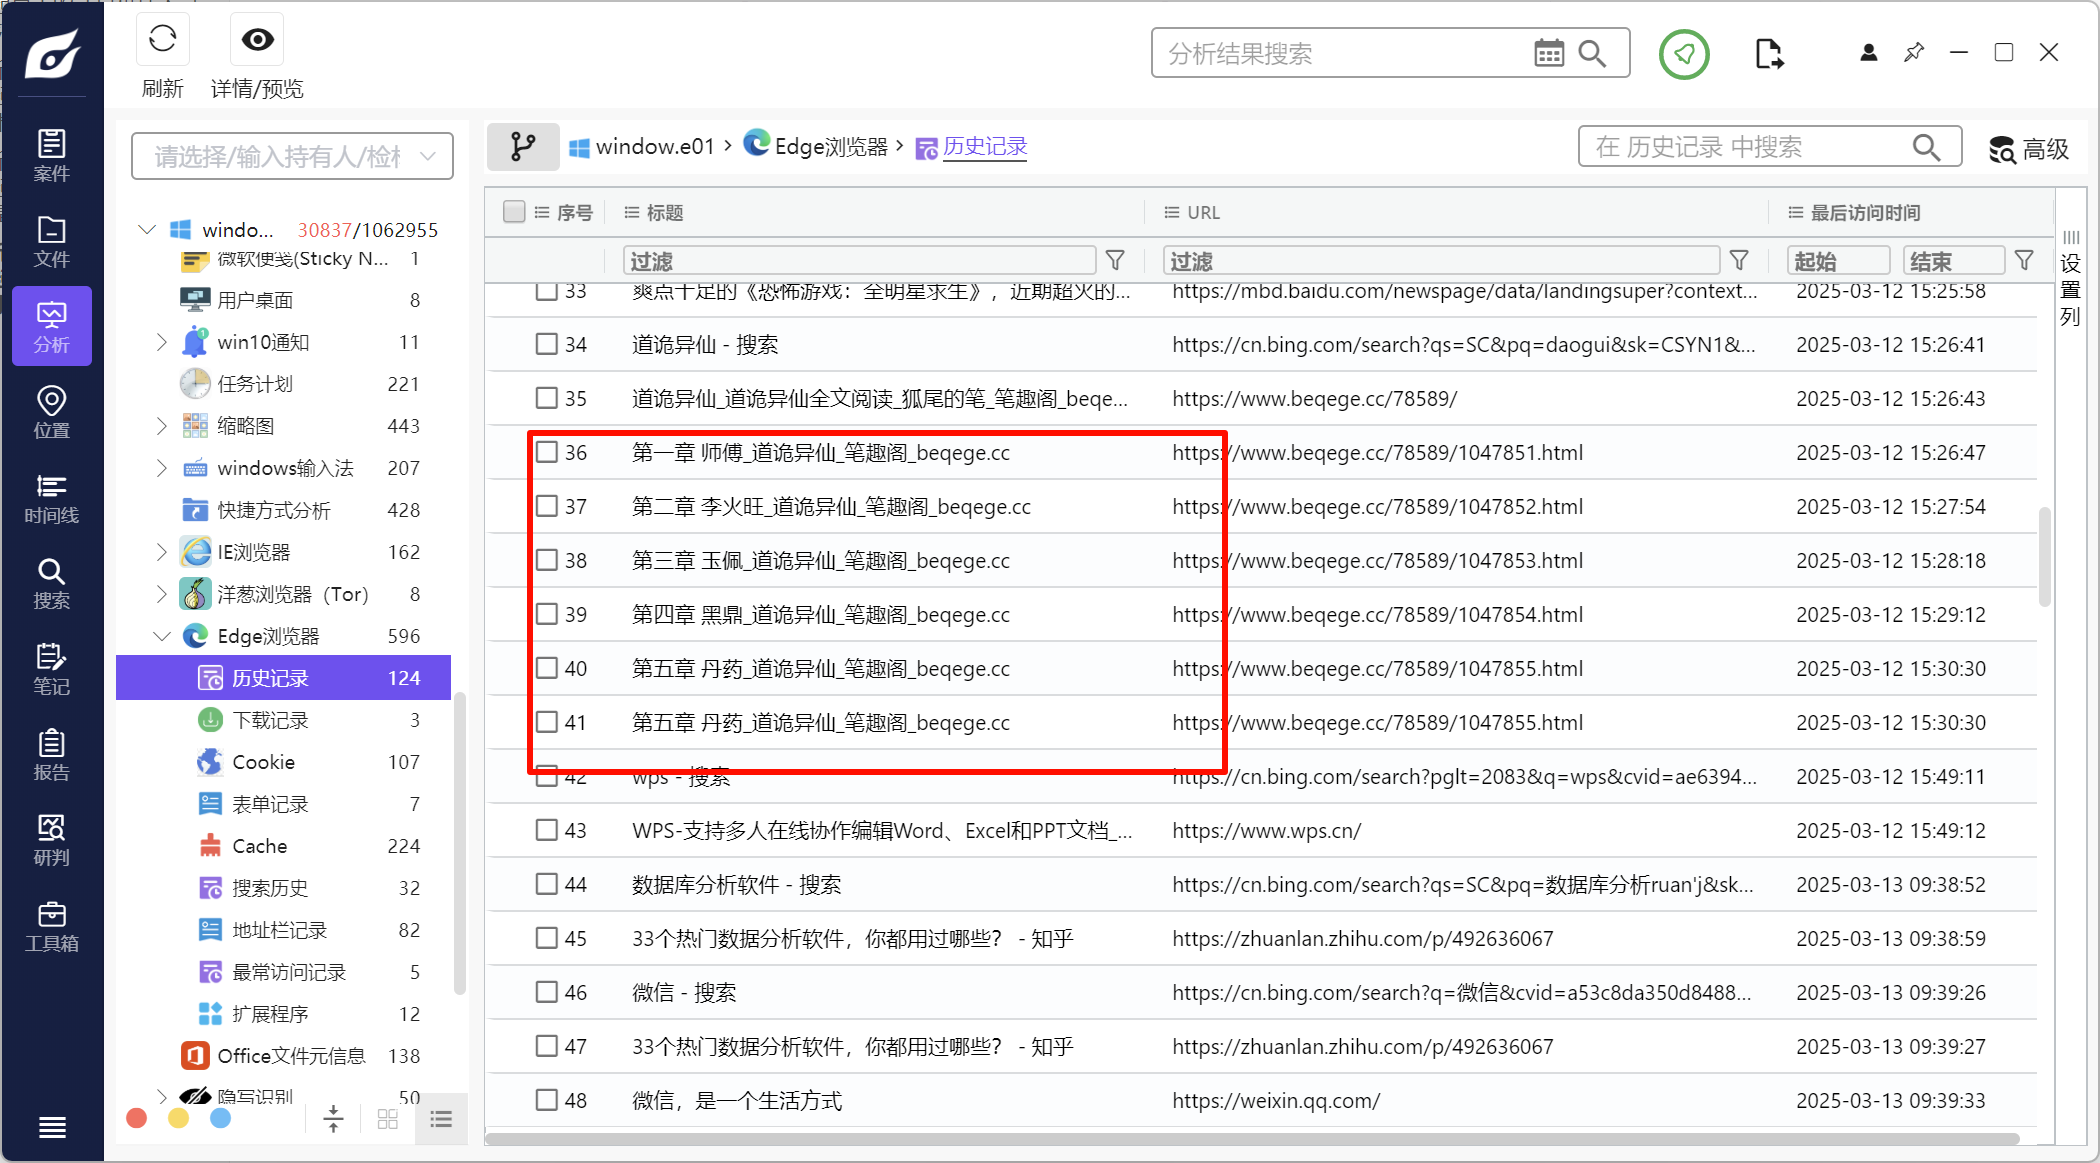 刷新
详情/预览
分析结果搜索
案件
文件
分析
位置
时间线
搜索
笔记
报告
研判
工具箱
请选择/输入持有人/检
windo... 30837/1062955
微软便笺(Sticky N... 1
用户桌面 8
win10通知 11
任务计划 221
缩略图 443
windows输入法 207
快捷方式分析 428
IE浏览器 162
洋葱浏览器（Tor） 8
Edge浏览器 596
历史记录 124
下载记录 3
Cookie 107
表单记录 7
Cache 224
搜索历史 32
地址栏记录 82
最常访问记录 5
扩展程序 12
Office文件元信息 138
隐写识别 50
window.e01 > Edge浏览器 > 历史记录
在 历史记录 中搜索
高级
序号 标题 URL 最后访问时间
过滤 过滤 起始 结束
设置列
33 爽点十足的《恐怖游戏：全明星求生》，近期超火的... https://mbd.baidu.com/newspage/data/landingsuper?context... 2025-03-12 15:25:58
34 道诡异仙 - 搜索 https://cn.bing.com/search?qs=SC&pq=daogui&sk=CSYN1&... 2025-03-12 15:26:41
35 道诡异仙_道诡异仙全文阅读_狐尾的笔_笔趣阁_beqe... https://www.beqege.cc/78589/ 2025-03-12 15:26:43
36 第一章 师傅_道诡异仙_笔趣阁_beqege.cc https://www.beqege.cc/78589/1047851.html 2025-03-12 15:26:47
37 第二章 李火旺_道诡异仙_笔趣阁_beqege.cc https://www.beqege.cc/78589/1047852.html 2025-03-12 15:27:54
38 第三章 玉佩_道诡异仙_笔趣阁_beqege.cc https://www.beqege.cc/78589/1047853.html 2025-03-12 15:28:18
39 第四章 黑鼎_道诡异仙_笔趣阁_beqege.cc https://www.beqege.cc/78589/1047854.html 2025-03-12 15:29:12
40 第五章 丹药_道诡异仙_笔趣阁_beqege.cc https://www.beqege.cc/78589/1047855.html 2025-03-12 15:30:30
41 第五章 丹药_道诡异仙_笔趣阁_beqege.cc https://www.beqege.cc/78589/1047855.html 2025-03-12 15:30:30
42 wps - 搜索 https://cn.bing.com/search?pglt=2083&q=wps&cvid=ae6394... 2025-03-12 15:49:11
43 WPS-支持多人在线协作编辑Word、Excel和PPT文档_... https://www.wps.cn/ 2025-03-12 15:49:12
44 数据库分析软件 - 搜索 https://cn.bing.com/search?qs=SC&pq=数据库分析ruan'j&sk... 2025-03-13 09:38:52
45 33个热门数据分析软件，你都用过哪些？ - 知乎 https://zhuanlan.zhihu.com/p/492636067 2025-03-13 09:38:59
46 微信 - 搜索 https://cn.bing.com/search?q=微信&cvid=a53c8da350d8488... 2025-03-13 09:39:26
47 33个热门数据分析软件，你都用过哪些？ - 知乎 https://zhuanlan.zhihu.com/p/492636067 2025-03-13 09:39:27
48 微信，是一个生活方式 https://weixin.qq.com/ 2025-03-13 09:39:33